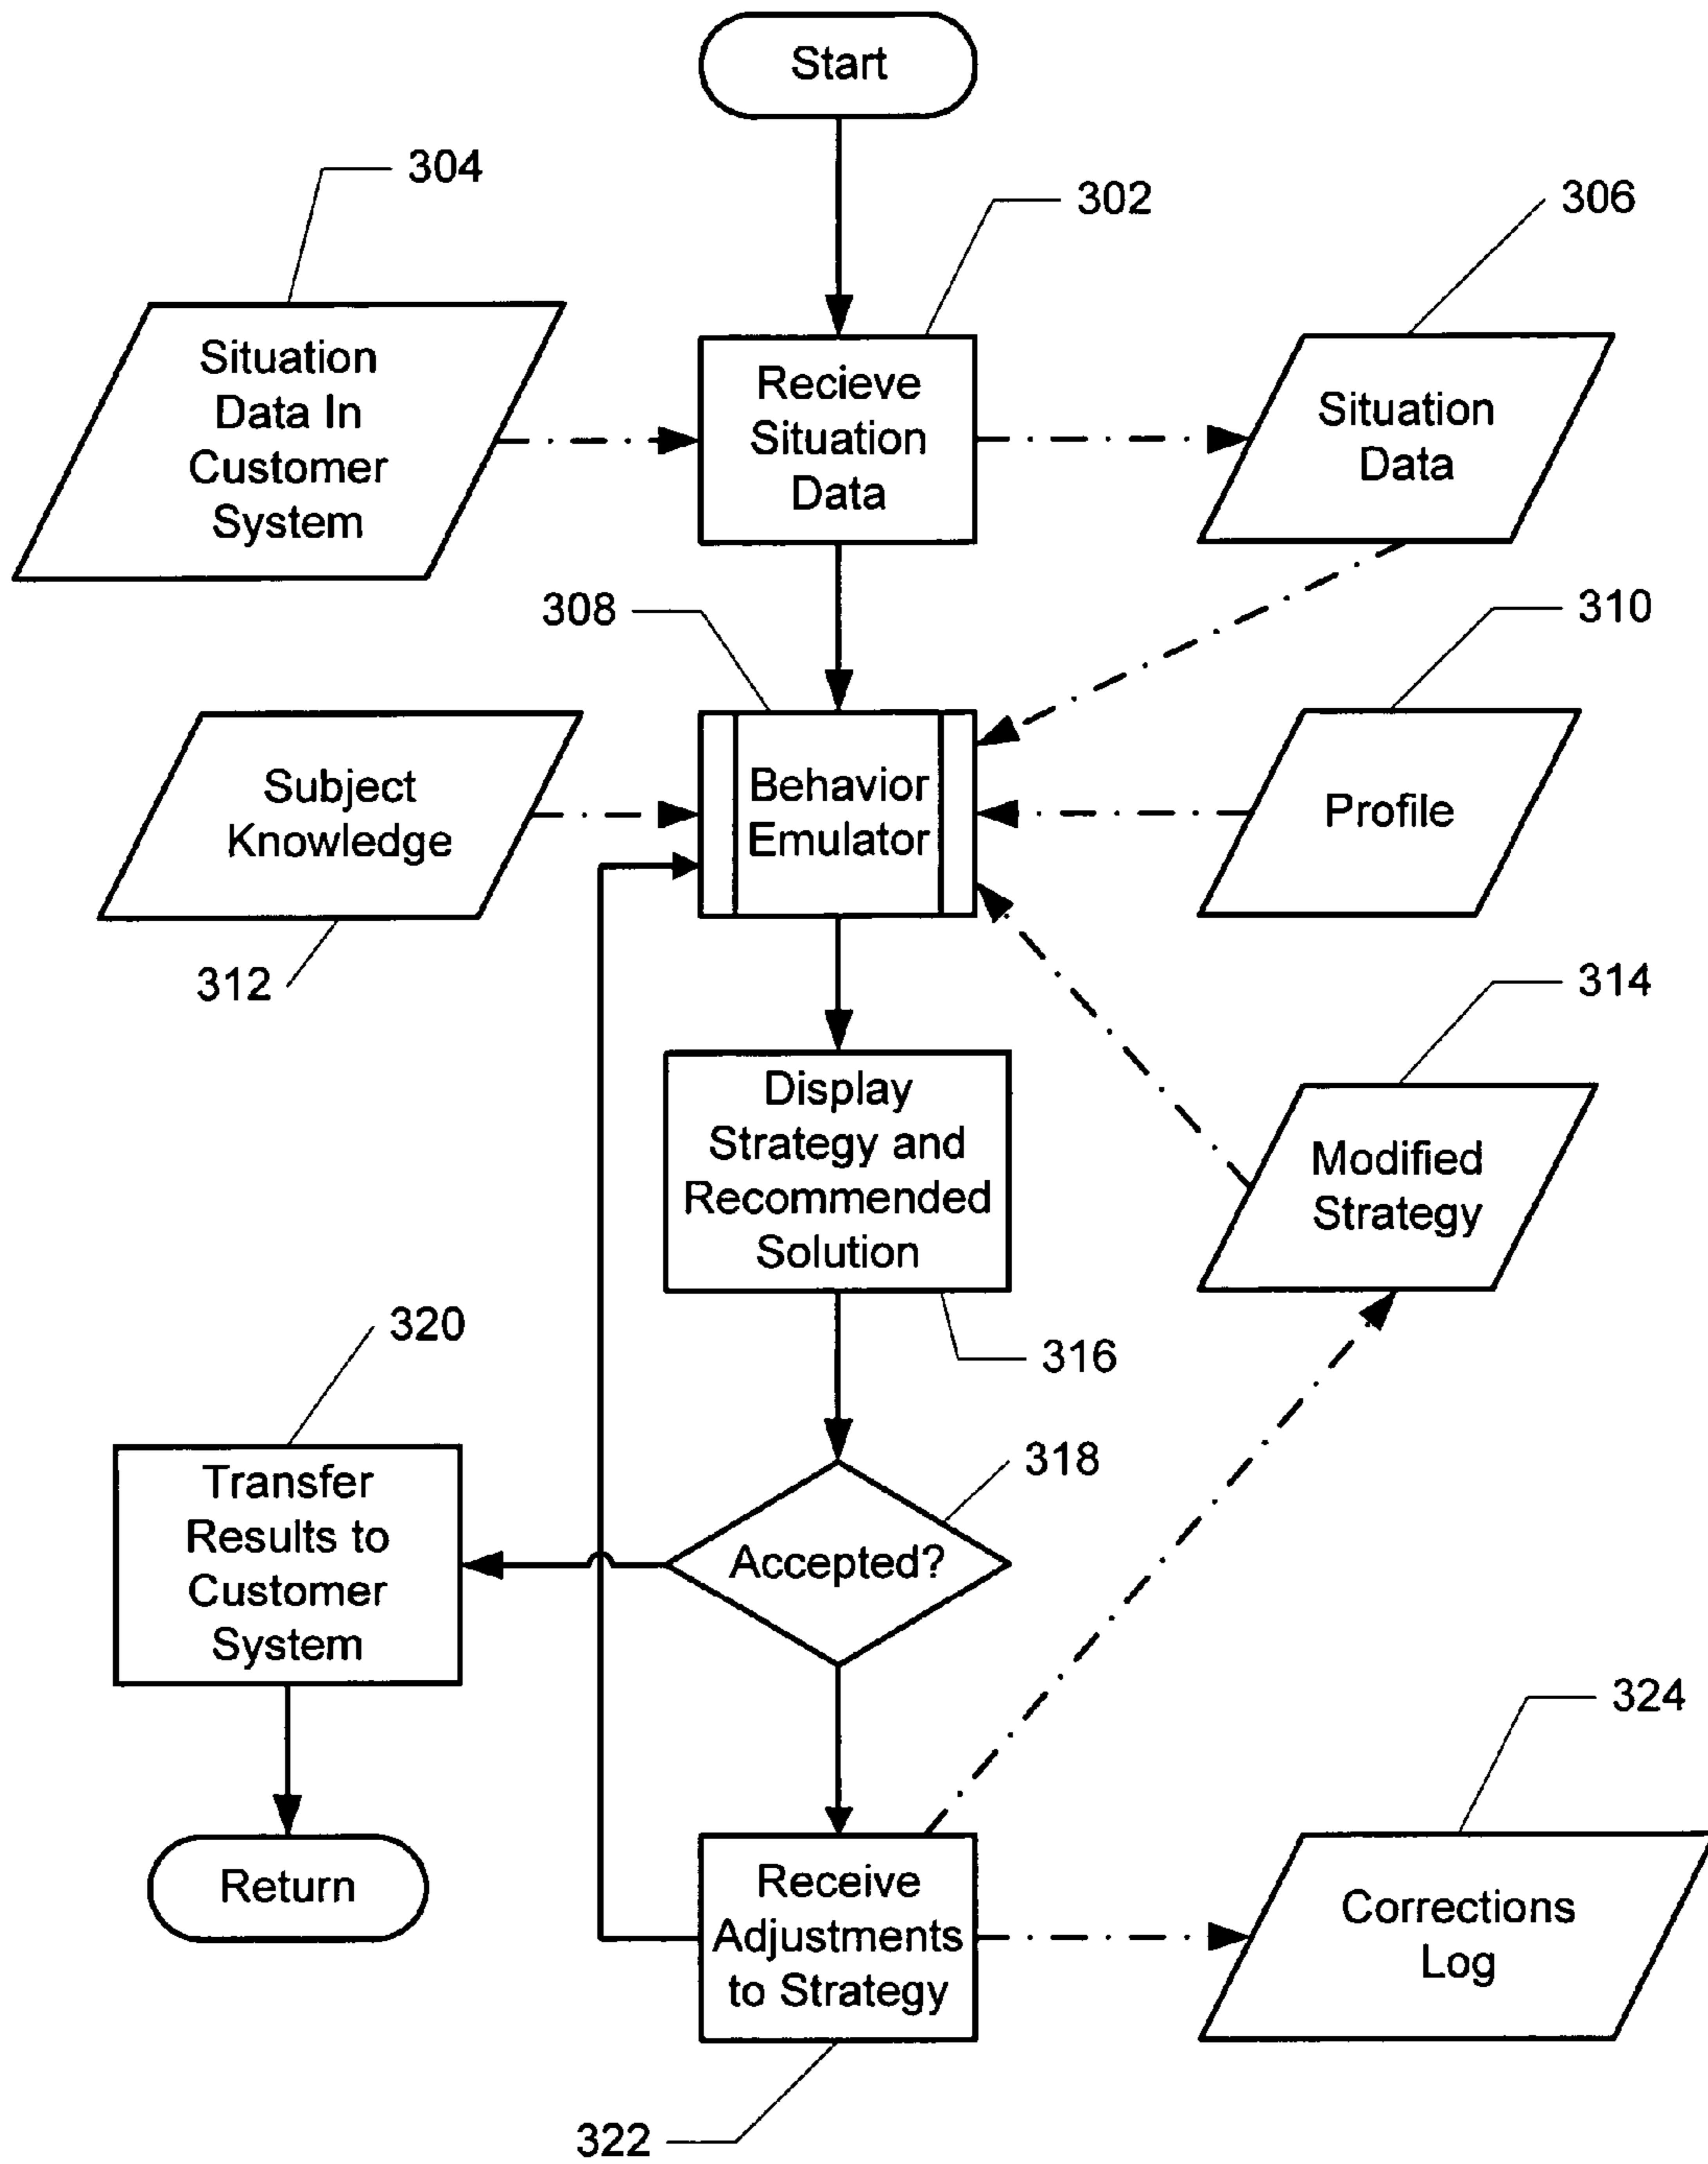 Start
304
302
306
Situation
Data In
Customer
System
Recieve
Situation
Data
Situation
Data
308
310
Subject
Knowledge
Behavior
Emulator
Profile
312
314
Display
Strategy and
Recommended
Solution
Modified
Strategy
320
316
318
Transfer
Results to
Customer
System
Accepted?
324
Return
Receive
Adjustments
to Strategy
Corrections
Log
322